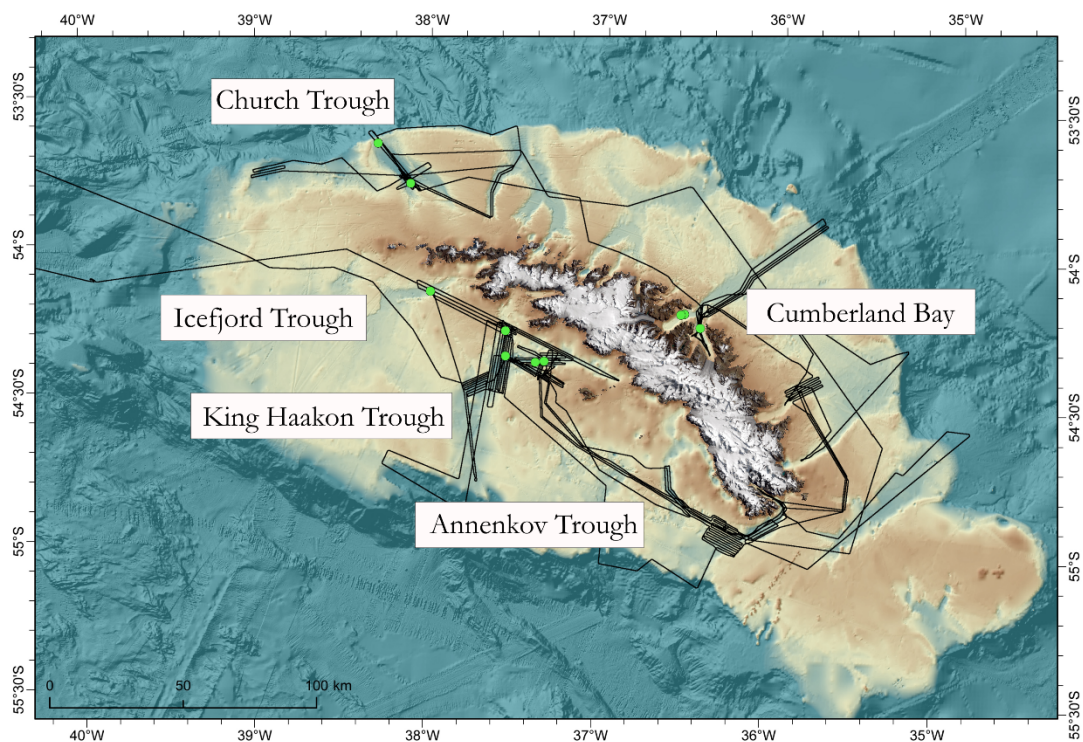 40°W 39°W 38°W 37°W 36°W 35°W
53°30'S
53°30'S
Church Trough
54°S
54°S
Icefjord Trough
Cumberland Bay
54°30'S
54°30'S
King Haakon Trough
Annenkov Trough
55°S
55°S
55°30'S
55°30'S
0 50 100 km
40°W 39°W 38°W 37°W 36°W 35°W